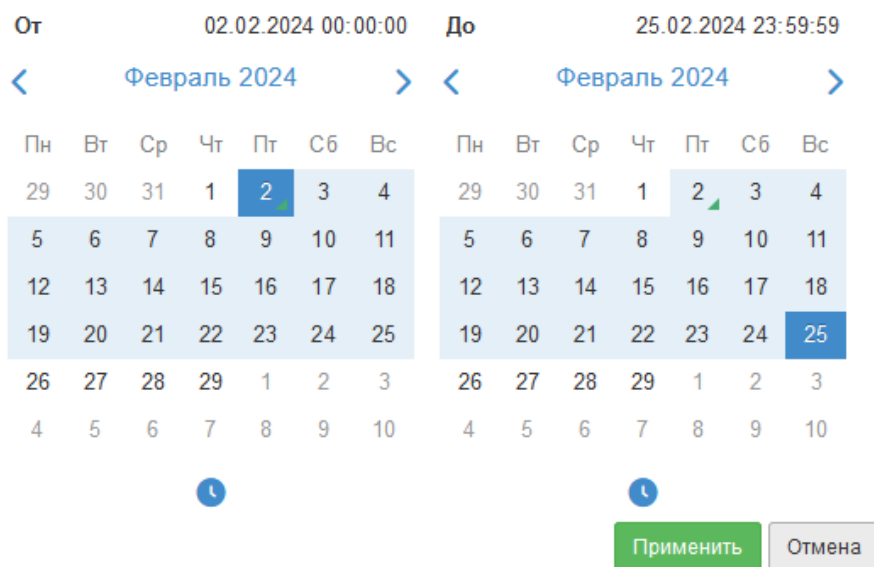 От 02.02.2024 00:00:00
Февраль 2024
Пн Вт Ср Чт Пт Сб Вс
29 30 31 1 2 3 4
5 6 7 8 9 10 11
12 13 14 15 16 17 18
19 20 21 22 23 24 25
26 27 28 29 1 2 3
4 5 6 7 8 9 10
До 25.02.2024 23:59:59
Февраль 2024
Пн Вт Ср Чт Пт Сб Вс
29 30 31 1 2 3 4
5 6 7 8 9 10 11
12 13 14 15 16 17 18
19 20 21 22 23 24 25
26 27 28 29 1 2 3
4 5 6 7 8 9 10
Применить Отмена